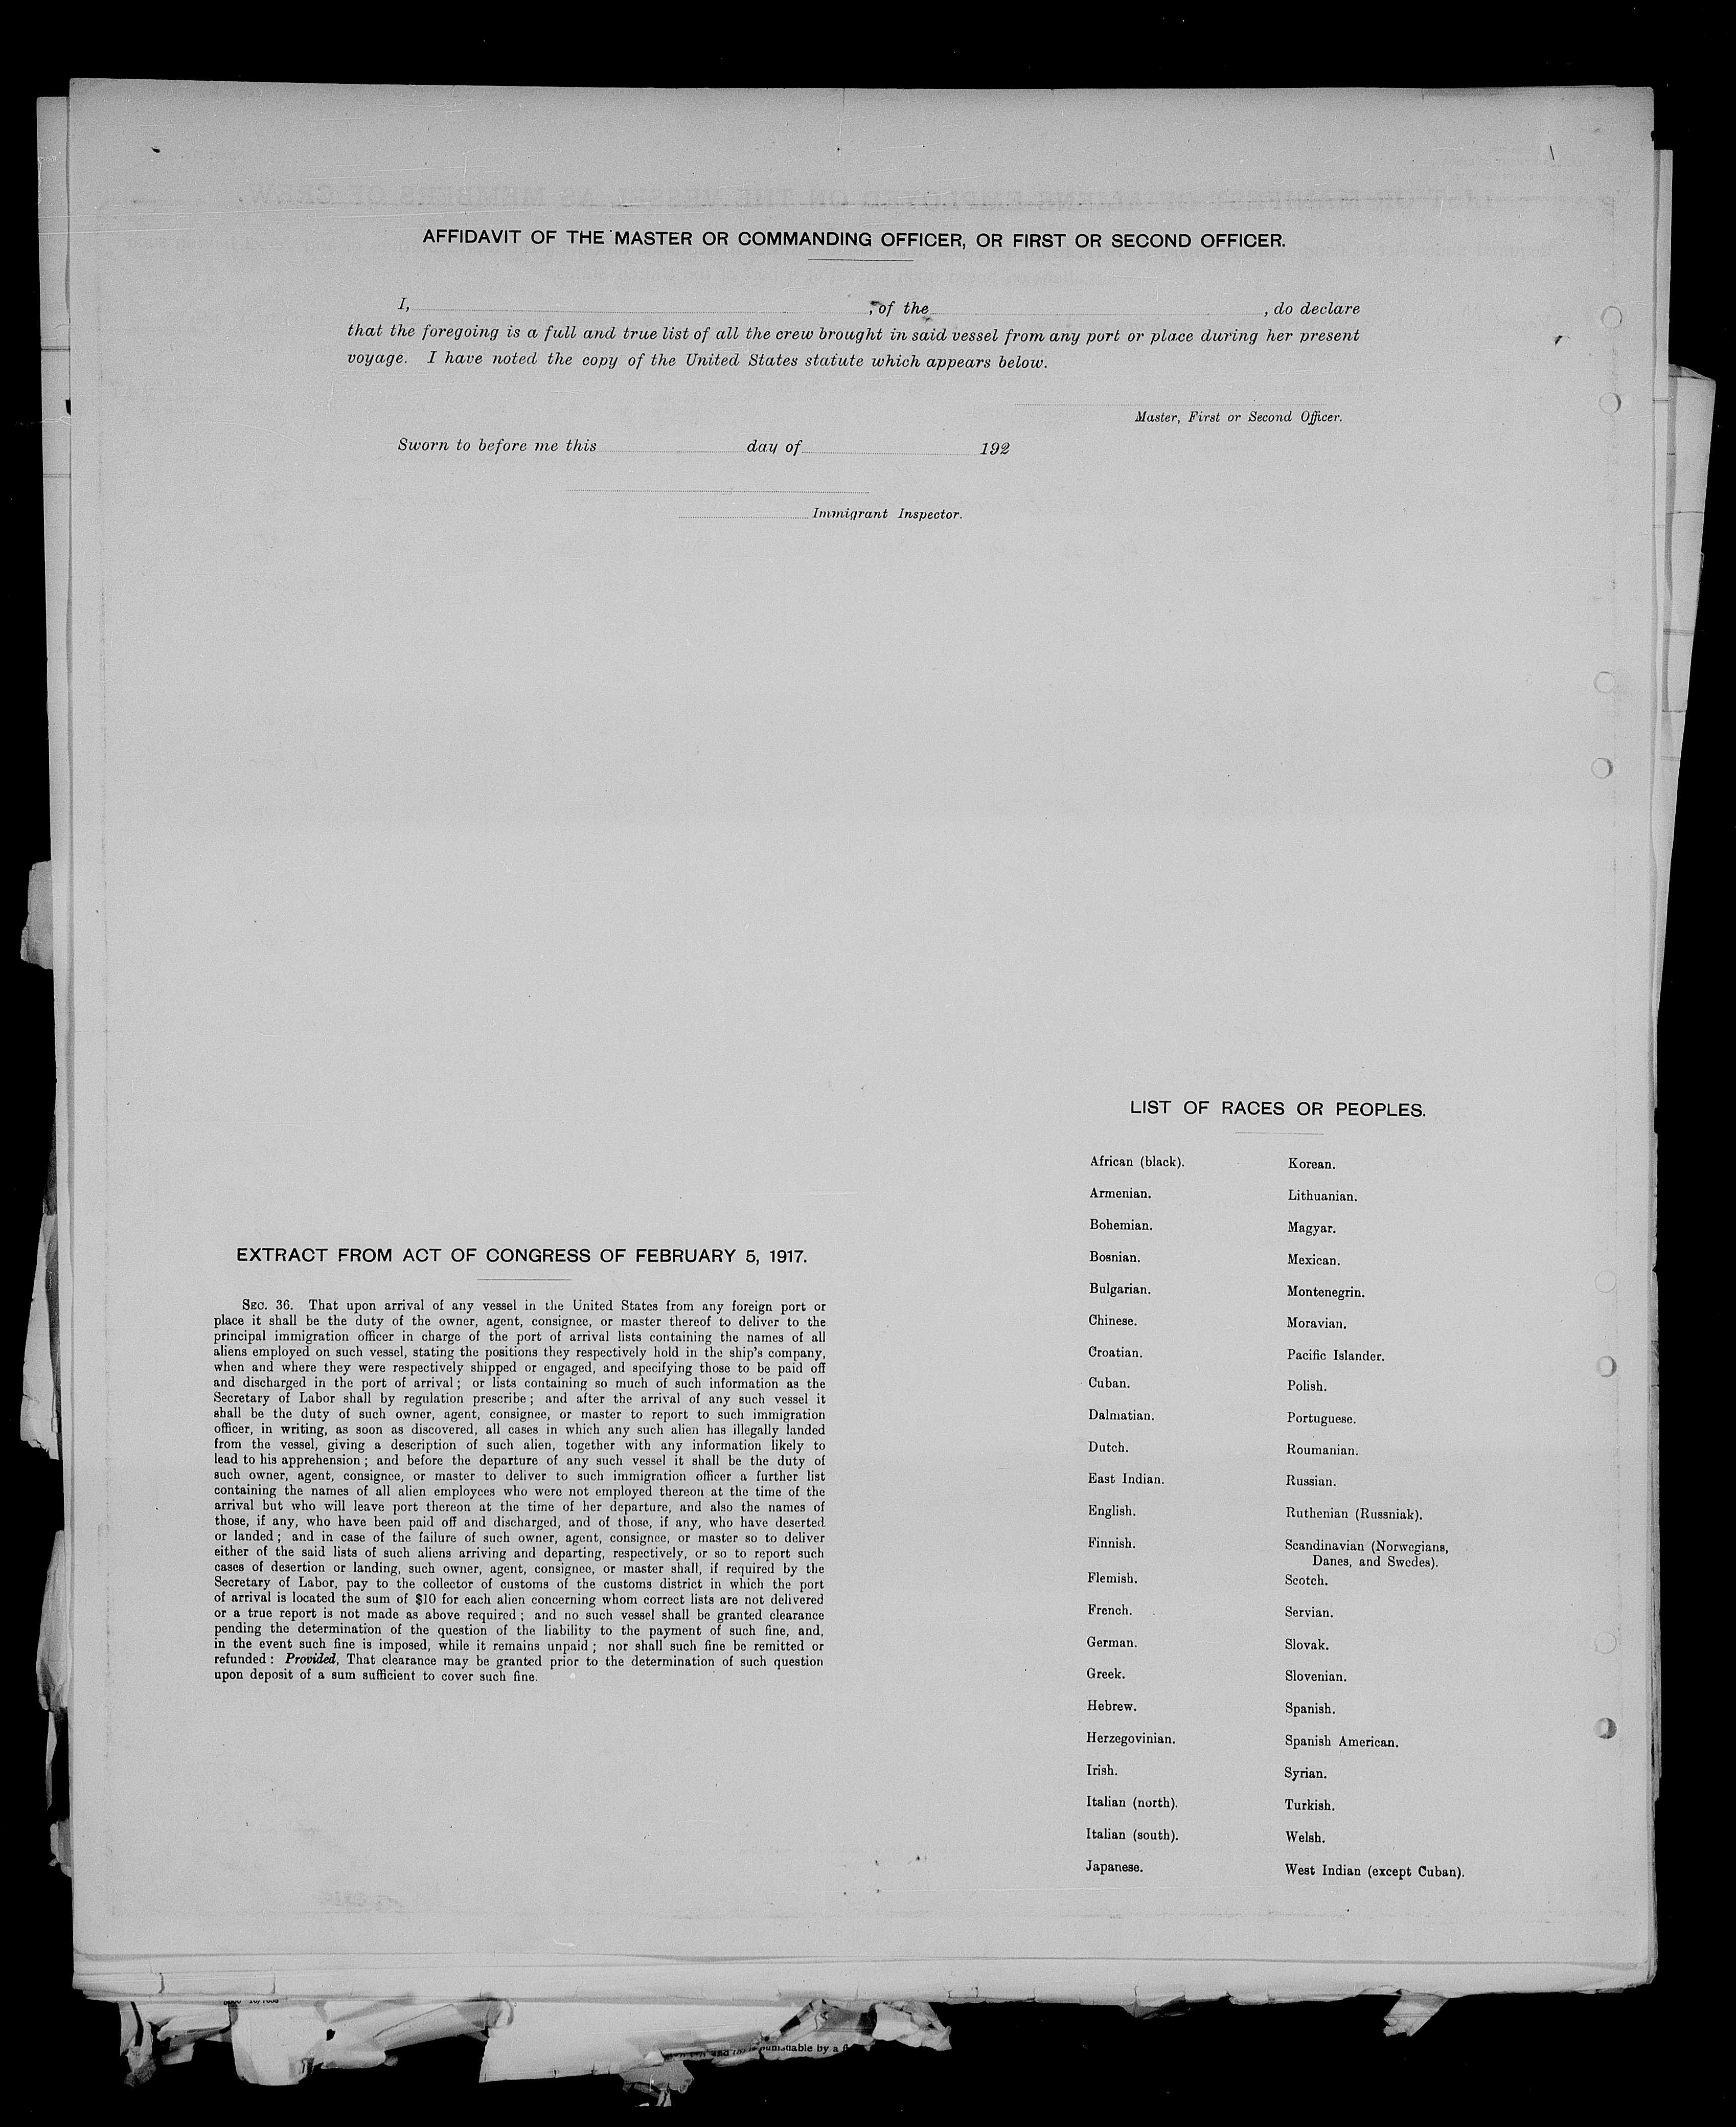 AFFIDAVIT OF THE MASTER OR COMMANDING OFFICER, OR FIRST OR SECOND OFFICER.
I, , of the , do declare
that the foregoing is a full and true list of all the crew brought in said vessel from any port or place during her present
voyage. I have noted the copy of the United States statute which appears below.
Master, First or Second Officer.
Sworn to before me this day of 192
Immigrant Inspector.
EXTRACT FROM ACT OF CONGRESS OF FEBRUARY 5, 1917.
SEC. 36. That upon arrival of any vessel in the United States from any foreign port or
place it shall be the duty of the owner, agent, consignee, or master thereof to deliver to the
principal immigration officer in charge of the port of arrival lists containing the names of all
aliens employed on such vessel, stating the positions they respectively hold in the ship's company,
when and where they were respectively shipped or engaged, and specifying those to be paid off
and discharged in the port of arrival; or lists containing so much of such information as the
Secretary of Labor shall by regulation prescribe; and after the arrival of any such vessel it
shall be the duty of such owner, agent, consignee, or master to report to such immigration
officer, in writing, as soon as discovered, all cases in which any such alien has illegally landed
from the vessel, giving a description of such alien, together with any information likely to
lead to his apprehension; and before the departure of any such vessel it shall be the duty of
such owner, agent, consignee, or master to deliver to such immigration officer a further list
containing the names of all alien employees who were not employed thereon at the time of the
arrival but who will leave port thereon at the time of her departure, and also the names of
those, if any, who have been paid off and discharged, and of those, if any, who have deserted
or landed; and in case of the failure of such owner, agent, consignee, or master so to deliver
either of the said lists of such aliens arriving and departing, respectively, or so to report such
cases of desertion or landing, such owner, agent, consignee, or master shall, if required by the
Secretary of Labor, pay to the collector of customs of the customs district in which the port
of arrival is located the sum of $10 for each alien concerning whom correct lists are not delivered
or a true report is not made as above required; and no such vessel shall be granted clearance
pending the determination of the question of the liability to the payment of such fine, and,
in the event such fine is imposed, while it remains unpaid; nor shall such fine be remitted or
refunded: Provided, That clearance may be granted prior to the determination of such question
upon deposit of a sum sufficient to cover such fine.
LIST OF RACES OR PEOPLES.
African (black).
Armenian.
Bohemian.
Bosnian.
Bulgarian.
Chinese.
Croatian.
Cuban.
Dalmatian.
Dutch.
East Indian.
English.
Finnish.
Flemish.
French.
German.
Greek.
Hebrew.
Herzegovinian.
Irish.
Italian (north).
Italian (south).
Japanese.
Korean.
Lithuanian.
Magyar.
Mexican.
Montenegrin.
Moravian.
Pacific Islander.
Polish.
Portuguese.
Roumanian.
Russian.
Ruthenian (Russniak).
Scandinavian (Norwegians,
Danes, and Swedes).
Scotch.
Servian.
Slovak.
Slovenian.
Spanish.
Spanish American.
Syrian.
Turkish.
Welsh.
West Indian (except Cuban).